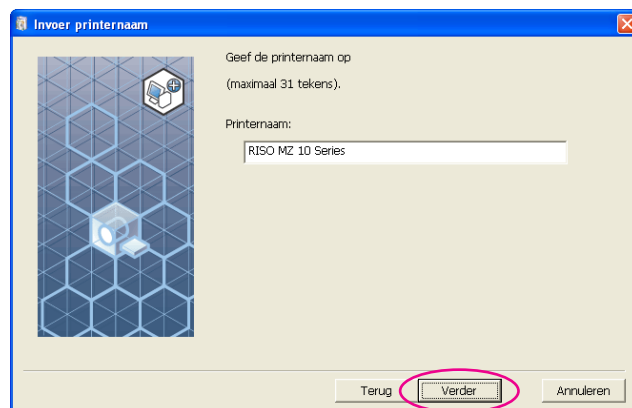 Invoer printernaam
Geef de printernaam op
(maximaal 31 tekens).
Printernaam:
RISO MZ 10 Series
Terug
Verder
Annuleren